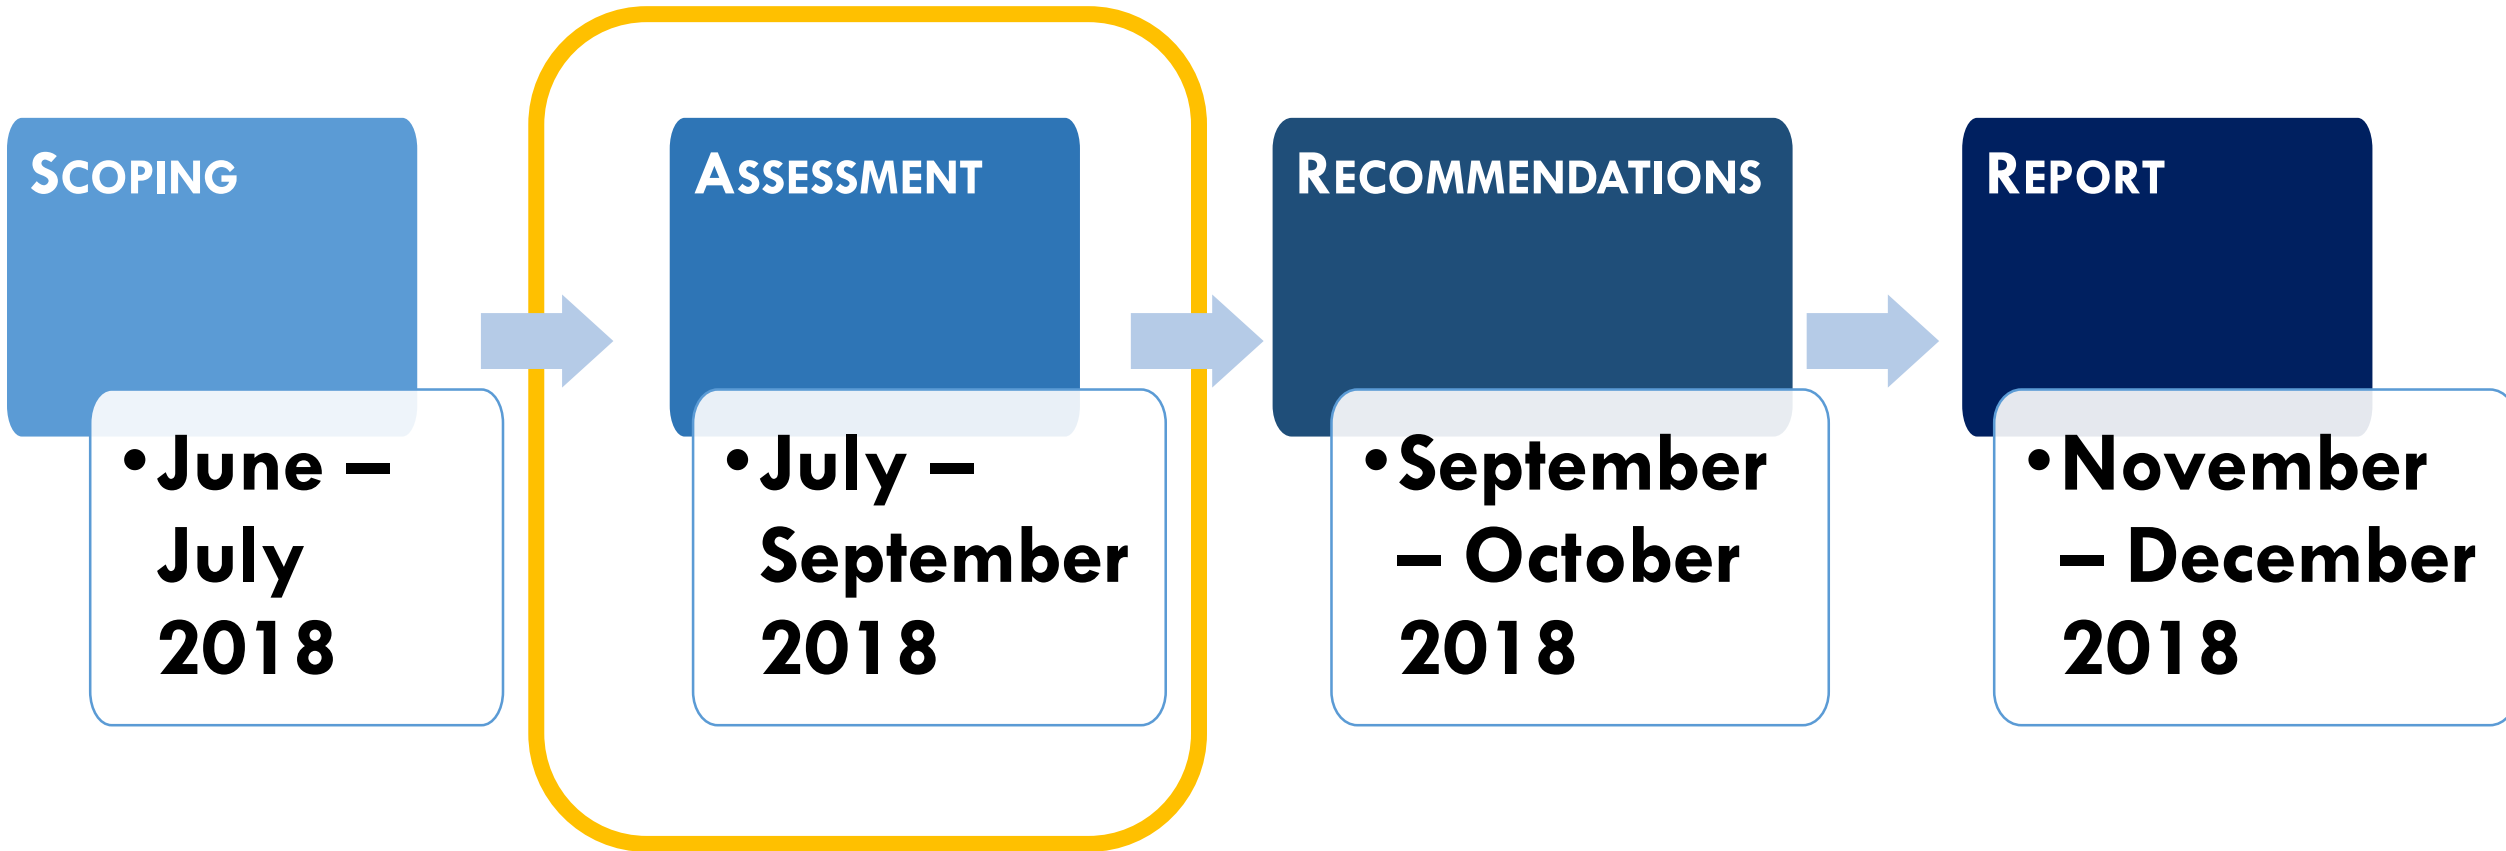 SCOPING
•June –
July
2018
ASSESSMENT
•July –
September
2018
RECOMMENDATIONS
•September
– October
2018
REPORT
•November
– December
2018